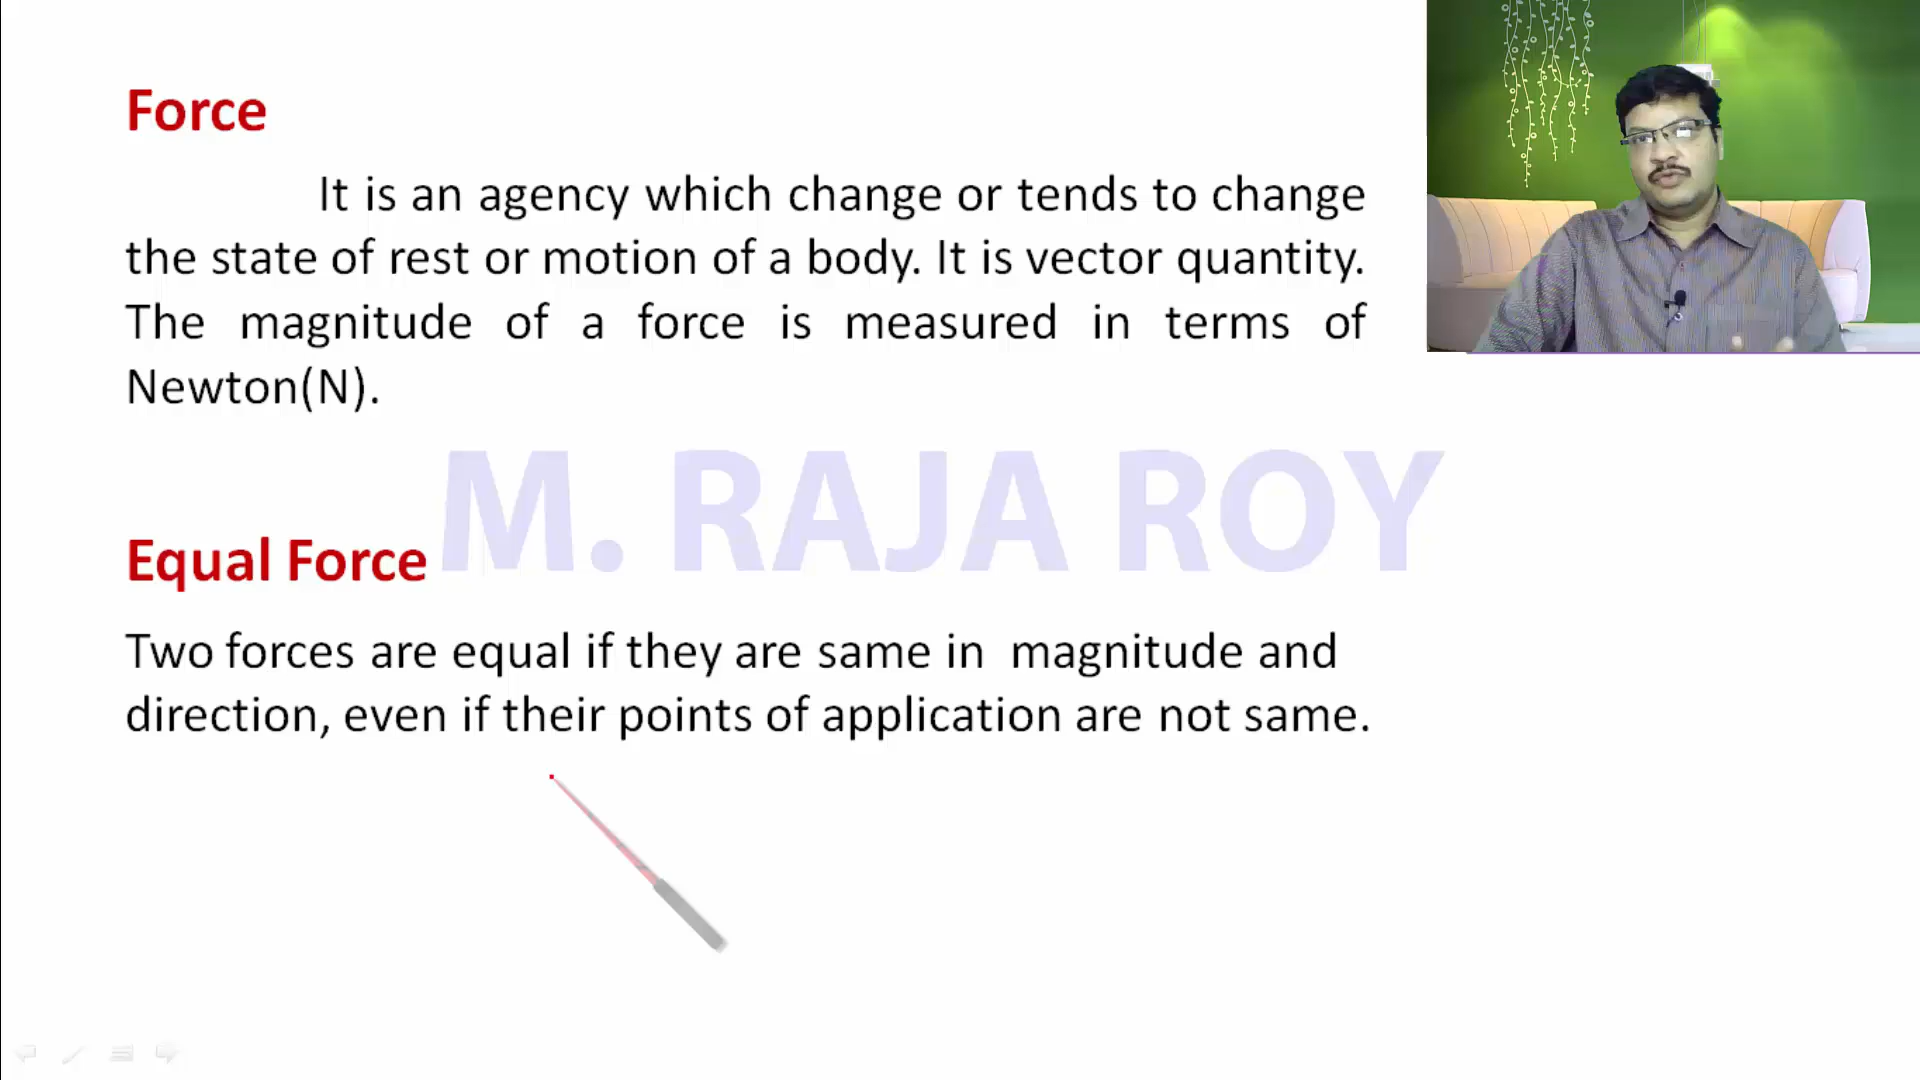 Force
It is an agency which change or tends to change
the state of rest or motion of a body. It is vector quantity.
The magnitude of a force is measured in terms of
Newton(N).
M. RAJA ROY
Equal Force
Two forces are equal if they are same in magnitude and
direction, even if their points of application are not same.